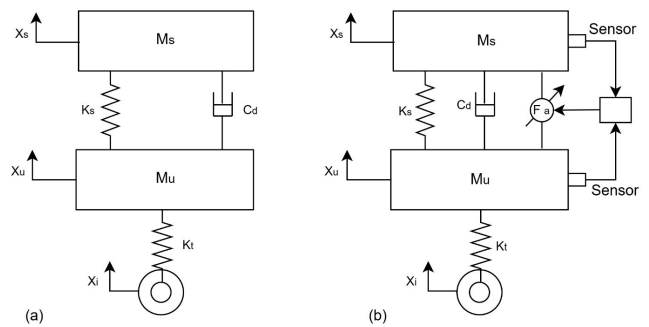 Xs
Ms
Ks
Cd
Xu
Mu
Kt
Xi
(a)
Xs
Ms
Sensor
Ks
Cd
Fa
Xu
Mu
Sensor
Kt
Xi
(b)